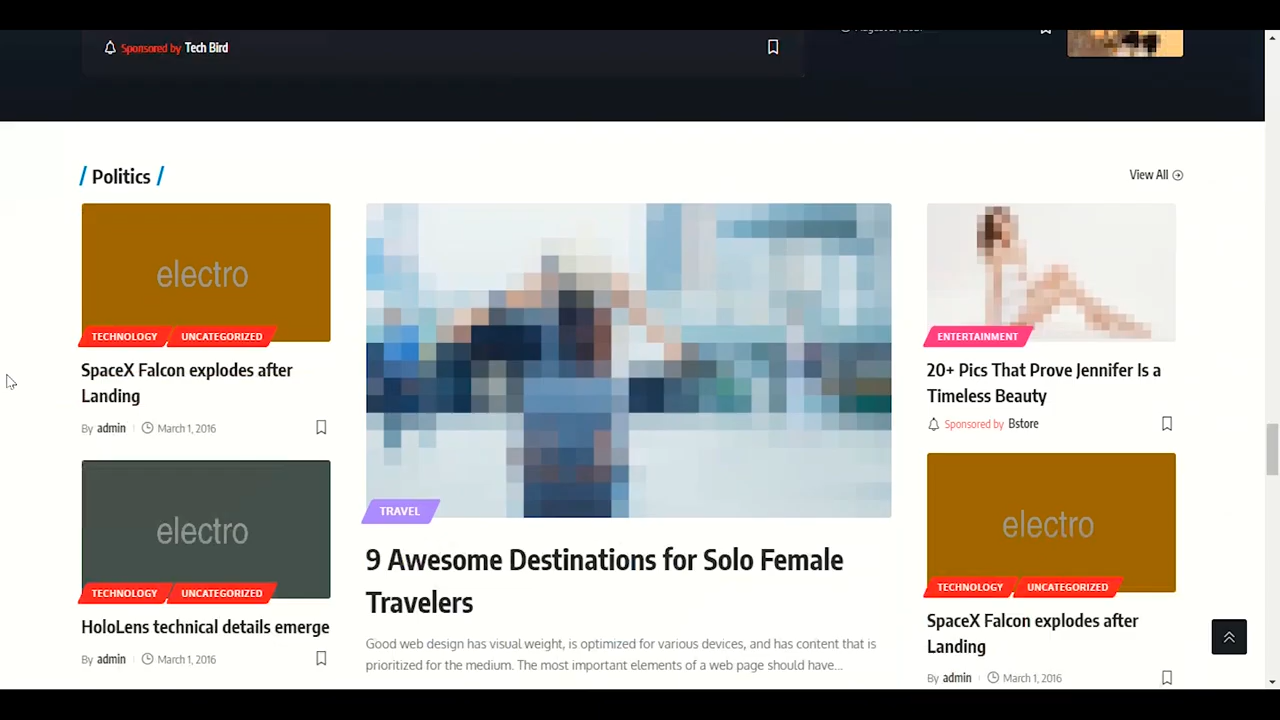 Sponsored by Tech Bird
/ Politics /
View All
electro
TECHNOLOGY UNCATEGORIZED
SpaceX Falcon explodes after
Landing
By admin March 1, 2016
electro
TECHNOLOGY UNCATEGORIZED
HoloLens technical details emerge
By admin March 1, 2016
TRAVEL
9 Awesome Destinations for Solo Female
Travelers
Good web design has visual weight, is optimized for various devices, and has content that is
prioritized for the medium. The most important elements of a web page should have...
ENTERTAINMENT
20+ Pics That Prove Jennifer Is a
Timeless Beauty
Sponsored by Bstore
electro
TECHNOLOGY UNCATEGORIZED
SpaceX Falcon explodes after
Landing
By admin March 1, 2016